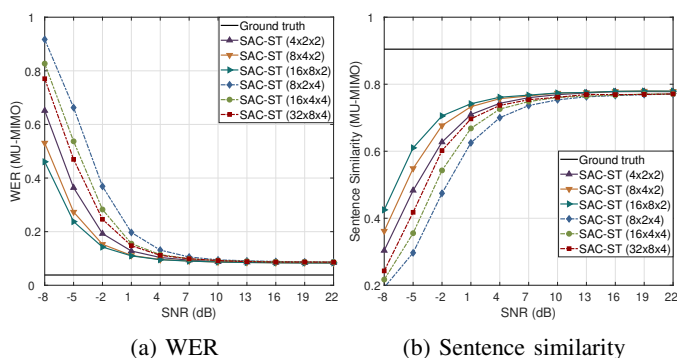 1
0.8
0.6
0.4
0.2
0
WER (MU-MIMO)
Ground truth
SAC-ST (4x2x2)
SAC-ST (8x4x2)
SAC-ST (16x8x2)
SAC-ST (8x2x4)
SAC-ST (16x4x4)
SAC-ST (32x8x4)
-8 -5 -2 1 4 7 10 13 16 19 22
SNR (dB)
(a) WER
1
0.8
0.6
0.4
0.2
Sentence Similarity (MU-MIMO)
Ground truth
SAC-ST (4x2x2)
SAC-ST (8x4x2)
SAC-ST (16x8x2)
SAC-ST (8x2x4)
SAC-ST (16x4x4)
SAC-ST (32x8x4)
-8 -5 -2 1 4 7 10 13 16 19 22
SNR (dB)
(b) Sentence similarity